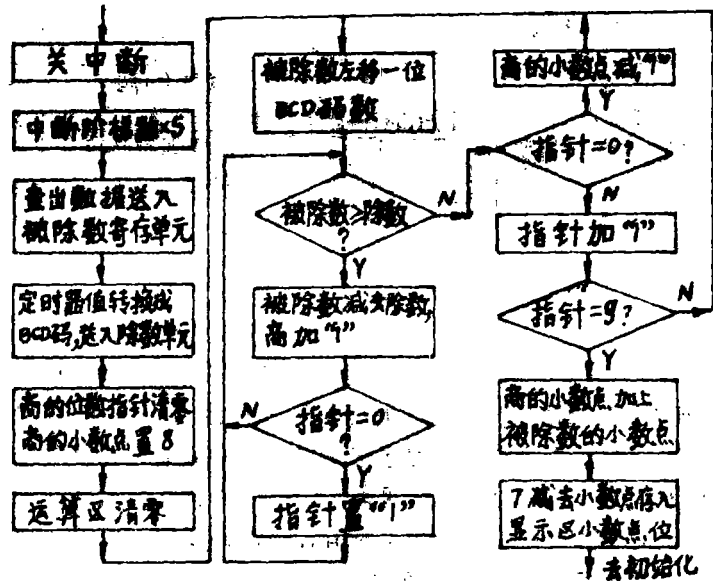 关中断
中断阶梯数×5
查出数据送入
被除数寄存单元
定时器值转换成
BCD码,送入除数单元
商的位数指针清零
商的小数点置8
运算区清零
被除数左移一位
BCD码数
被除数≥除数
?
N
Y
被除数减去除数,
商加“1”
指针=0
?
N
Y
指针置“1”
商的小数点减“1”
Y
指针=0?
N
指针加“1”
指针=9?
N
Y
商的小数点加上
被除数的小数点
7减去小数点存入
显示区小数点位
去初始化